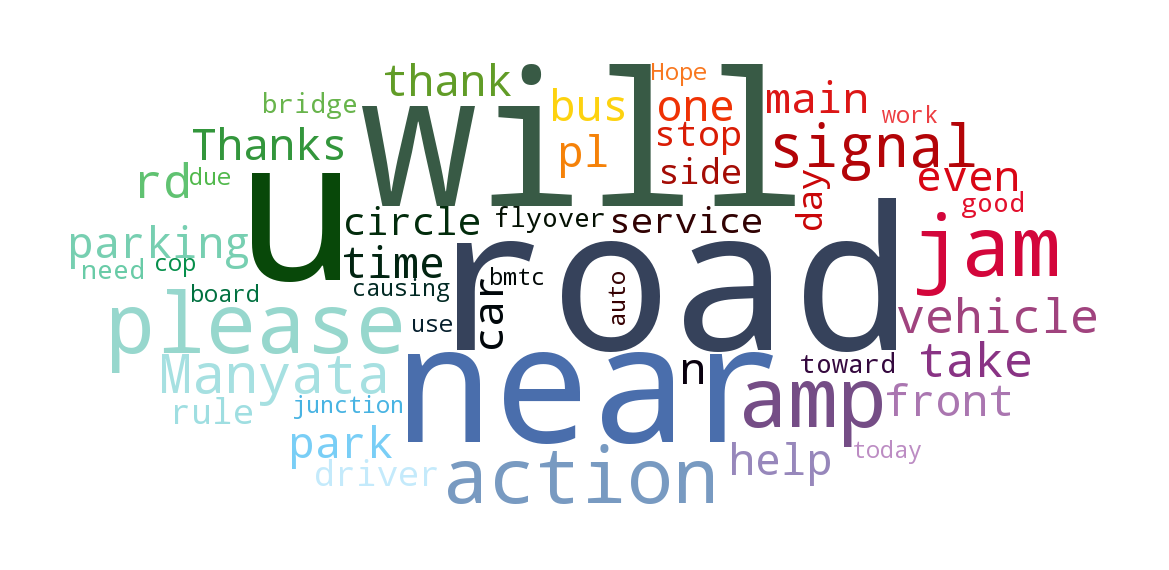 will
Hope
thank
bus
one
main
bridge
work
Thanks
stop
signal
pl
side
rd
due
u
even
day
good
circle
flyover
service
parking
road
jam
need
cop
time
bmtc
causing
car
auto
board
please
use
vehicle
Manyata
near
n
toward
take
rule
junction
amp
front
park
help
today
driver
action